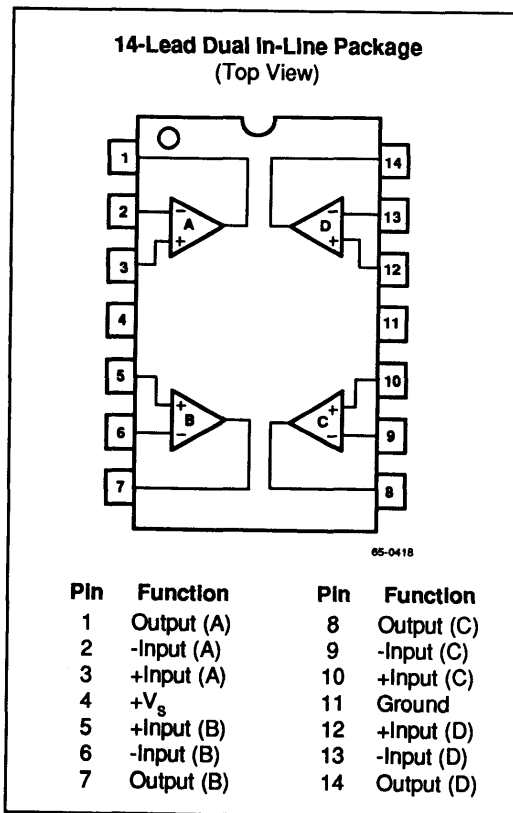 14-Lead Dual In-Line Package
(Top View)
1
14
2
13
3
12
4
11
5
10
6
9
7
8
− A +
− D +
+ B −
+ C −
65-0418
Pin Function Pin Function
1 Output (A) 8 Output (C)
2 -Input (A) 9 -Input (C)
3 +Input (A) 10 +Input (C)
4 +Vs 11 Ground
5 +Input (B) 12 +Input (D)
6 -Input (B) 13 -Input (D)
7 Output (B) 14 Output (D)